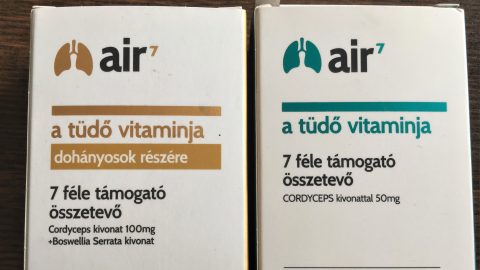 air7
a tüdő vitaminja
dohányosok részére
7 féle támogató
összetevő
Cordyceps kivonat 100mg
+Boswellia Serrata kivonat
air7
a tüdő vitaminja
7 féle támogató
összetevő
CORDYCEPS kivonattal 50mg